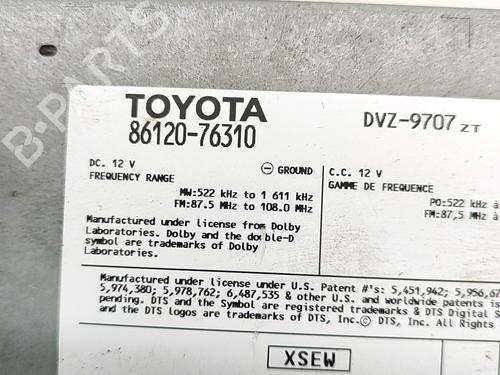 B-PARTS
TOYOTA
86120-76310
DVZ-9707 ZT
DC. 12 V
FREQUENCY RANGE
GROUND
MW:522 kHz to 1 611 kHz
FM:87.5 MHz to 108.0 MHz
C.C. 12 V
GAMME DE FREQUENCE
PO:522 kHz à
FM:87,5 MHz à
Manufactured under license from Dolby
Laboratories. Dolby and the double-D
symbol are trademarks of Dolby
Laboratories.
Manufactured under license under U.S. Patent #'s: 5,451,942; 5,956,67
5,974,380; 5,978,762; 6,487,535 & other U.S. and worldwide patents is
pending. DTS and the Symbol are registered trademarks & DTS Digital S
and the DTS logos are trademarks of DTS, Inc. © DTS, Inc. All Rights
XSEW